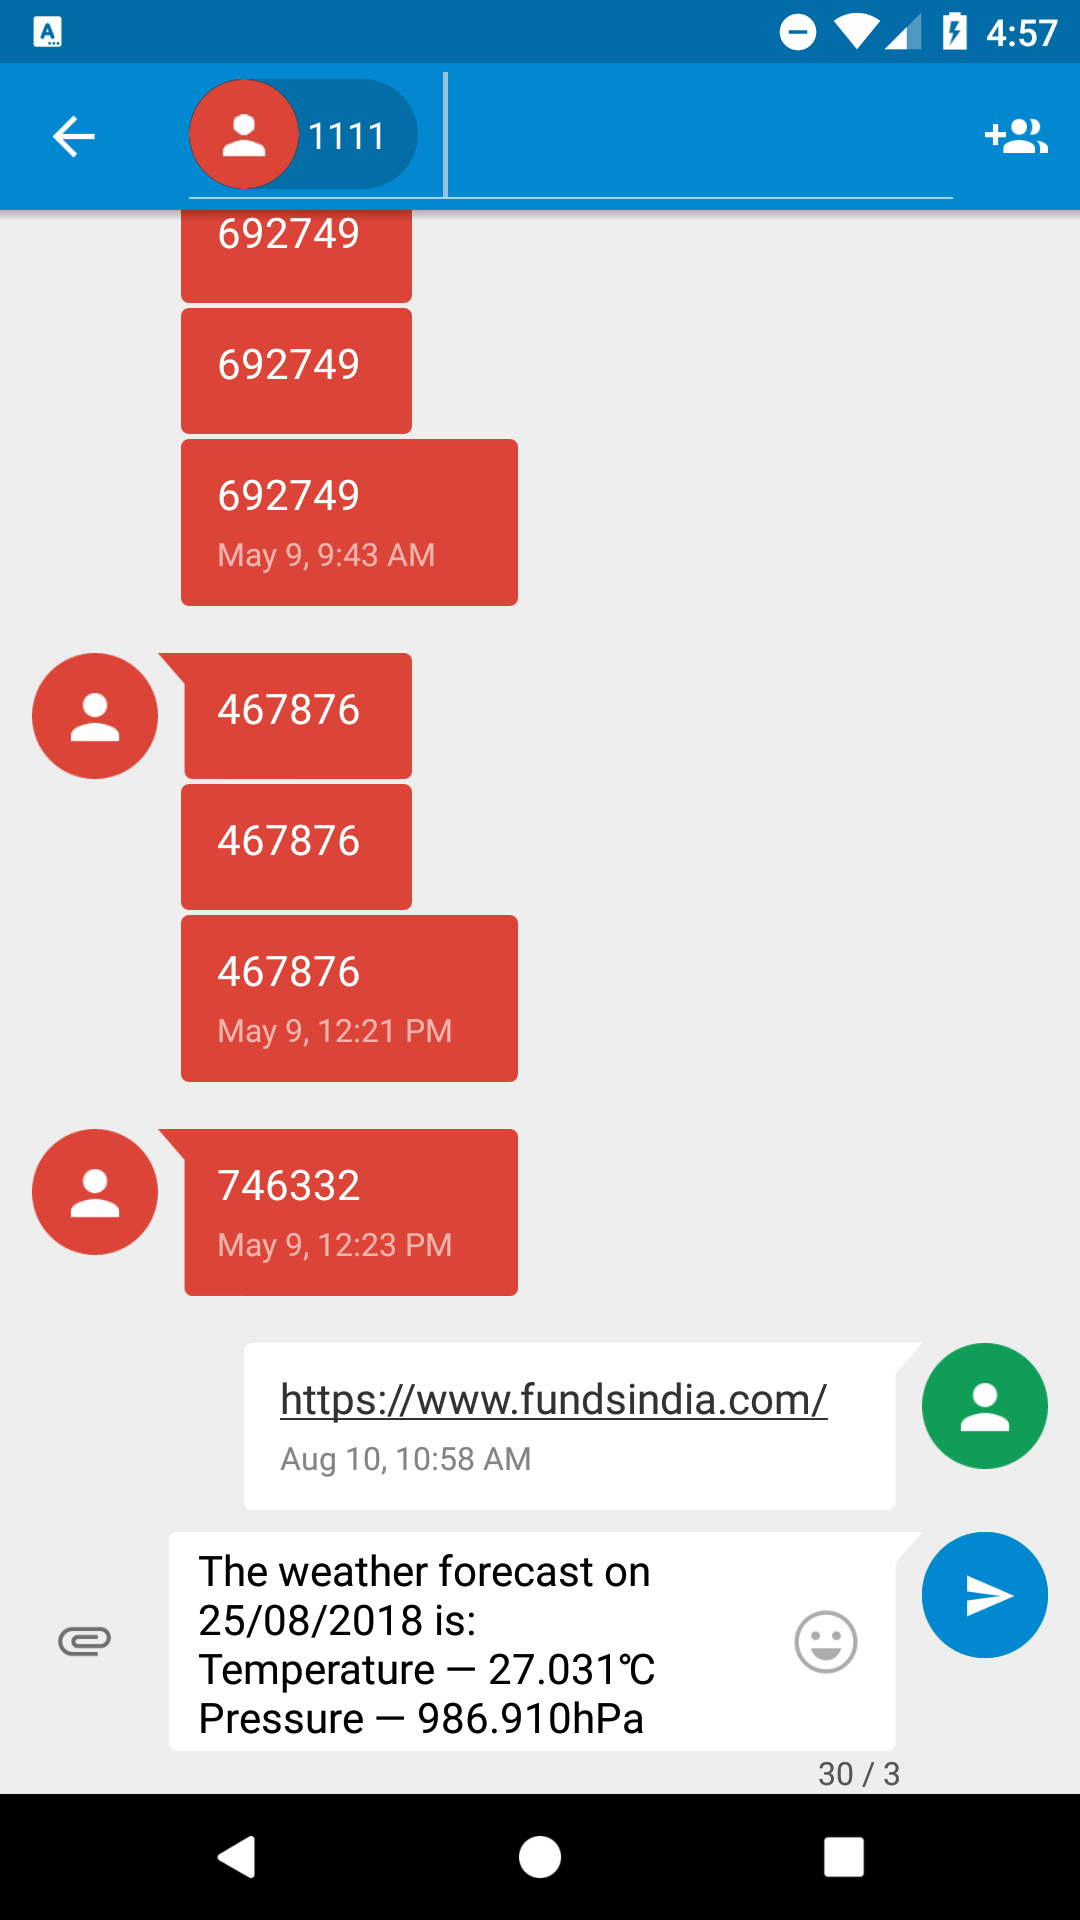 4:57
1111
692749
692749
692749
May 9, 9:43 AM
467876
467876
467876
May 9, 12:21 PM
746332
May 9, 12:23 PM
https://www.fundsindia.com/
Aug 10, 10:58 AM
The weather forecast on
25/08/2018 is:
Temperature — 27.031℃
Pressure — 986.910hPa
30 / 3